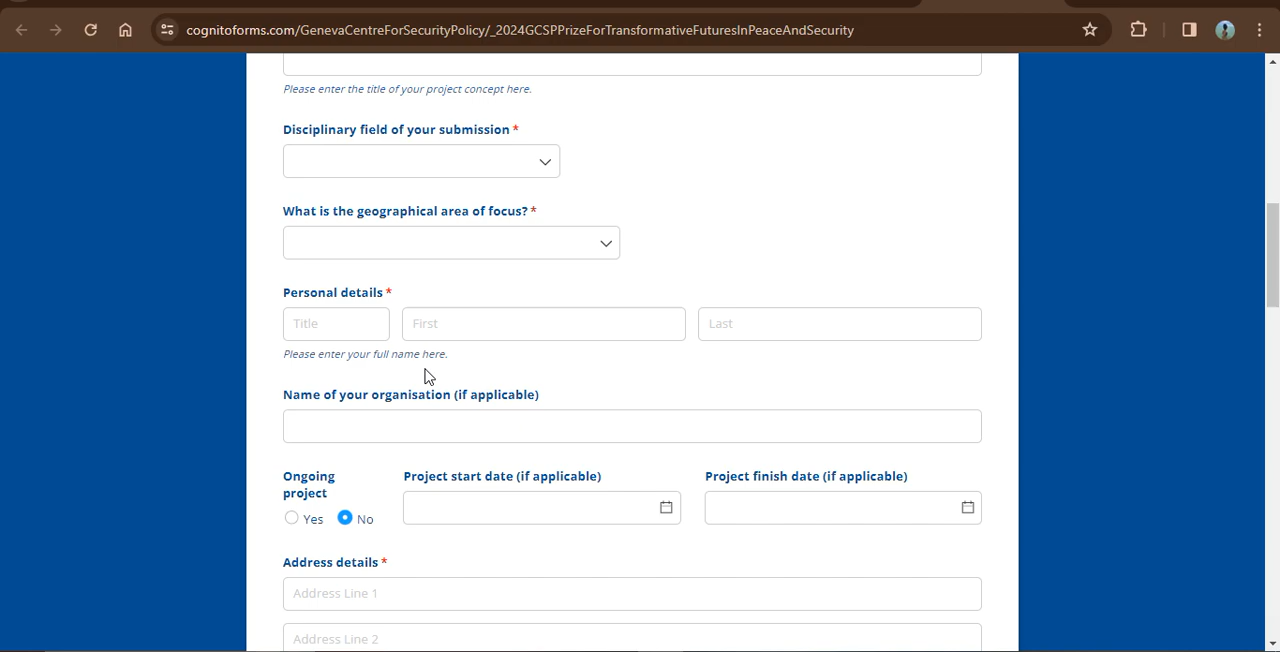 cognitoforms.com/GenevaCentreForSecurityPolicy/_2024GCSPPrizeForTransformativeFuturesInPeaceAndSecurity
Please enter the title of your project concept here.
Disciplinary field of your submission *
What is the geographical area of focus? *
Personal details *
Title First Last
Please enter your full name here.
Name of your organisation (if applicable)
Ongoing project Project start date (if applicable) Project finish date (if applicable)
Yes No
Address details *
Address Line 1
Address Line 2